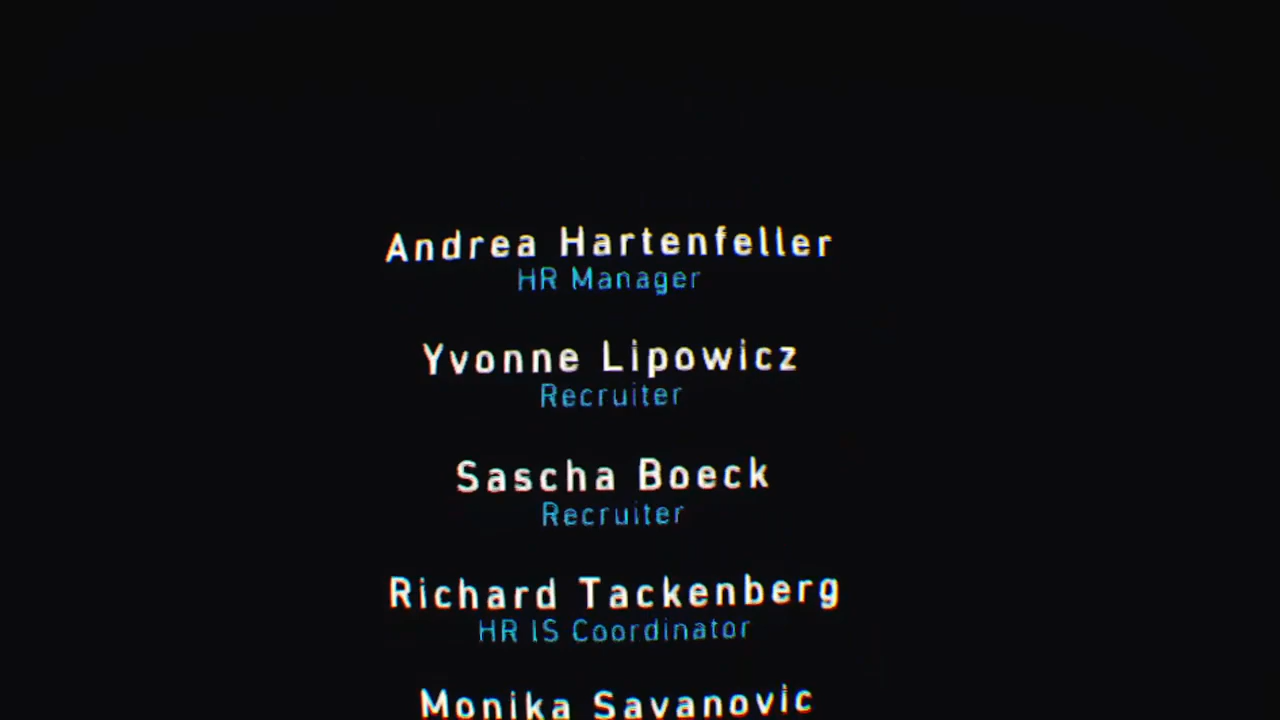 Andrea Hartenfeller
HR Manager
Yvonne Lipowicz
Recruiter
Sascha Boeck
Recruiter
Richard Tackenberg
HR IS Coordinator
Monika Savanovic